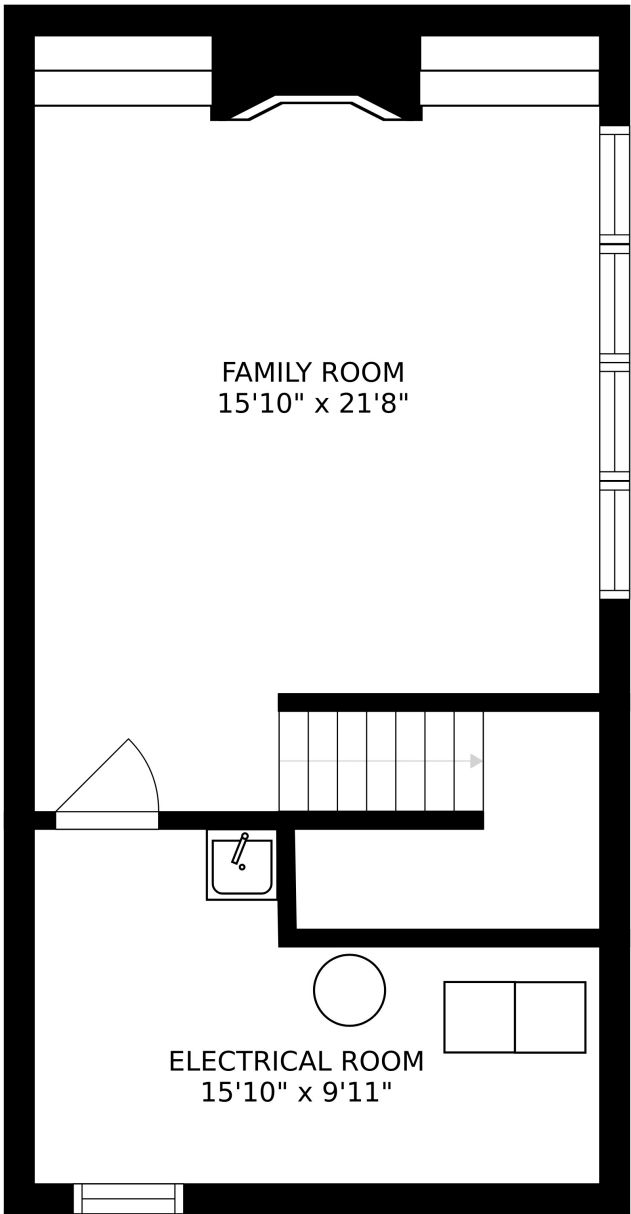 FAMILY ROOM
15'10" x 21'8"
ELECTRICAL ROOM
15'10" x 9'11"